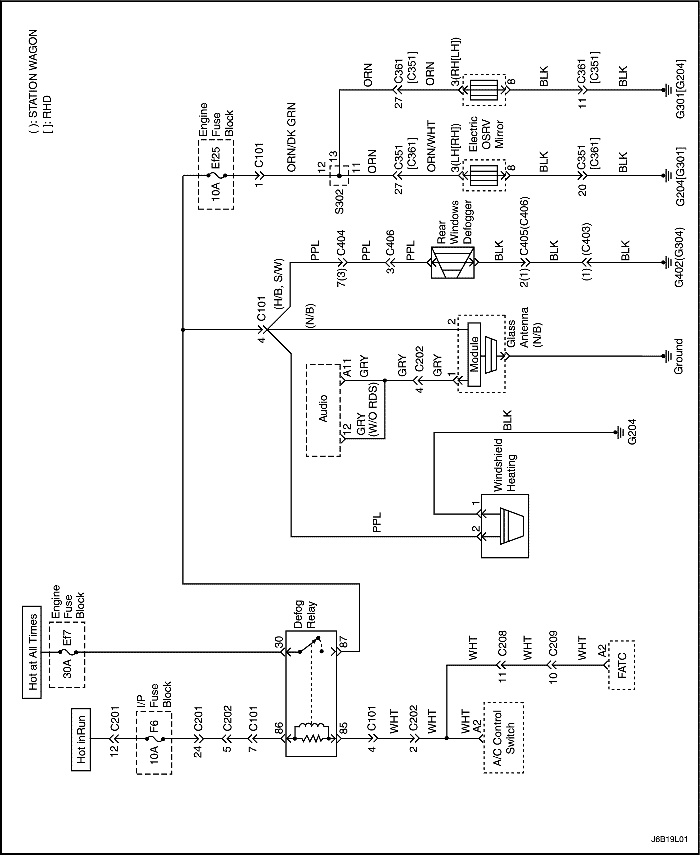 ( ): STATION WAGON
[ ]: RHD
Hot at All Times
Engine
Fuse
Block
30A Ef7
Hot InRun
12 C201
I/P
Fuse
Block
10A F6
24 C201
5 C202
7 C101
Defog
Relay
30
87
86
85
4 C101
WHT
2 C202
WHT
WHT
A2
A/C Control
Switch
WHT
11 C208
WHT
10 C209
WHT
A2
FATC
Engine
Fuse
Block
10A Ef25
1 C101
ORN/DK GRN
12
13
11
S302
ORN
27 C361
[C351]
ORN
3(RH[LH])
8
BLK
11 C361
[C351]
BLK
G301[G204]
ORN
27 C351
[C361]
ORN/WHT
3(LH[RH])
Electric
OSRV
Mirror
8
BLK
20 C351
[C361]
BLK
G204[G301]
4 C101
(H/B, S/W)
PPL
7(3) C404
PPL
3 C406
PPL
Rear
Windows
Defogger
BLK
2(1) C405(C406)
BLK
(1) (C403)
BLK
G402(G304)
(N/B)
2
Module
1
Glass
Antenna
(N/B)
Ground
Audio
A11
GRY
12
GRY
(W/O RDS)
GRY
4 C202
GRY
PPL
2
1
Windshield
Heating
BLK
G204
J6B19L01